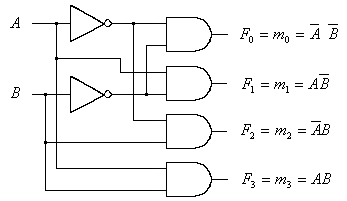 A
F₀ = m₀ = A̅ B̅
F₁ = m₁ = AB̅
B
F₂ = m₂ = A̅B
F₃ = m₃ = AB